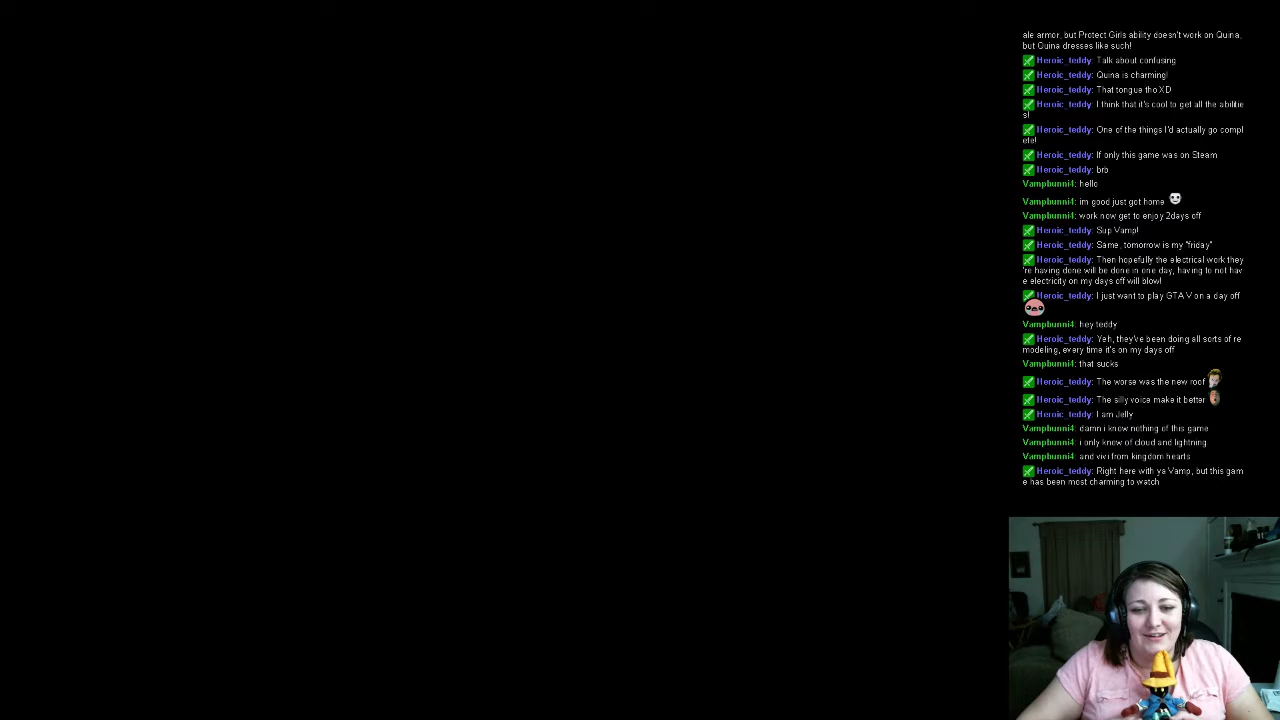 ale armor, but Protect Girls ability doesn't work on Quina,
but Quina dresses like such!
Heroic_teddy: Talk about confusing
Heroic_teddy: Quina is charming!
Heroic_teddy: That tongue tho XD
Heroic_teddy: I think that it's cool to get all the abilitie
s!
Heroic_teddy: One of the things I'd actually go compl
ete!
Heroic_teddy: If only this game was on Steam
Heroic_teddy: brb
Vampbunni4: hello
Vampbunni4: im good just got home
Vampbunni4: work now get to enjoy 2days off
Heroic_teddy: Sup Vamp!
Heroic_teddy: Same, tomorrow is my "friday"
Heroic_teddy: Then hopefully the electrical work they
're having done will be done in one day, having to not hav
e electricity on my days off will blow!
Heroic_teddy: I just want to play GTA V on a day off
Vampbunni4: hey teddy
Heroic_teddy: Yeh, they've been doing all sorts of re
modeling, every time it's on my days off
Vampbunni4: that sucks
Heroic_teddy: The worse was the new roof
Heroic_teddy: The silly voice make it better
Heroic_teddy: I am Jelly
Vampbunni4: damn i know nothing of this game
Vampbunni4: i only know of cloud and lightning
Vampbunni4: and vivi from kingdom hearts
Heroic_teddy: Right here with ya Vamp, but this gam
e has been most charming to watch